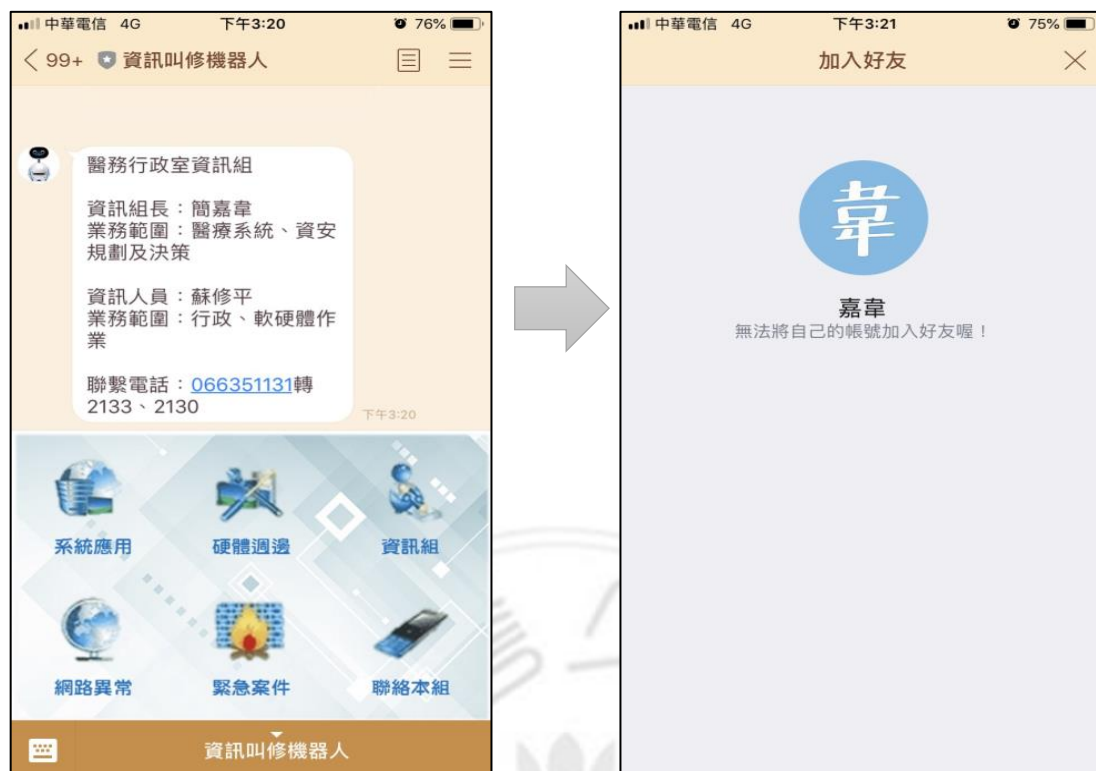 中華電信 4G 下午3:20 76%
99+ 資訊叫修機器人
醫務行政室資訊組
資訊組長：簡嘉韋
業務範圍：醫療系統、資安
規劃及決策
資訊人員：蘇修平
業務範圍：行政、軟硬體作
業
聯繫電話：066351131轉
2133、2130
下午3:20
系統應用
硬體週邊
資訊組
網路異常
緊急案件
聯絡本組
資訊叫修機器人
中華電信 4G 下午3:21 75%
加入好友
韋
嘉韋
無法將自己的帳號加入好友喔！